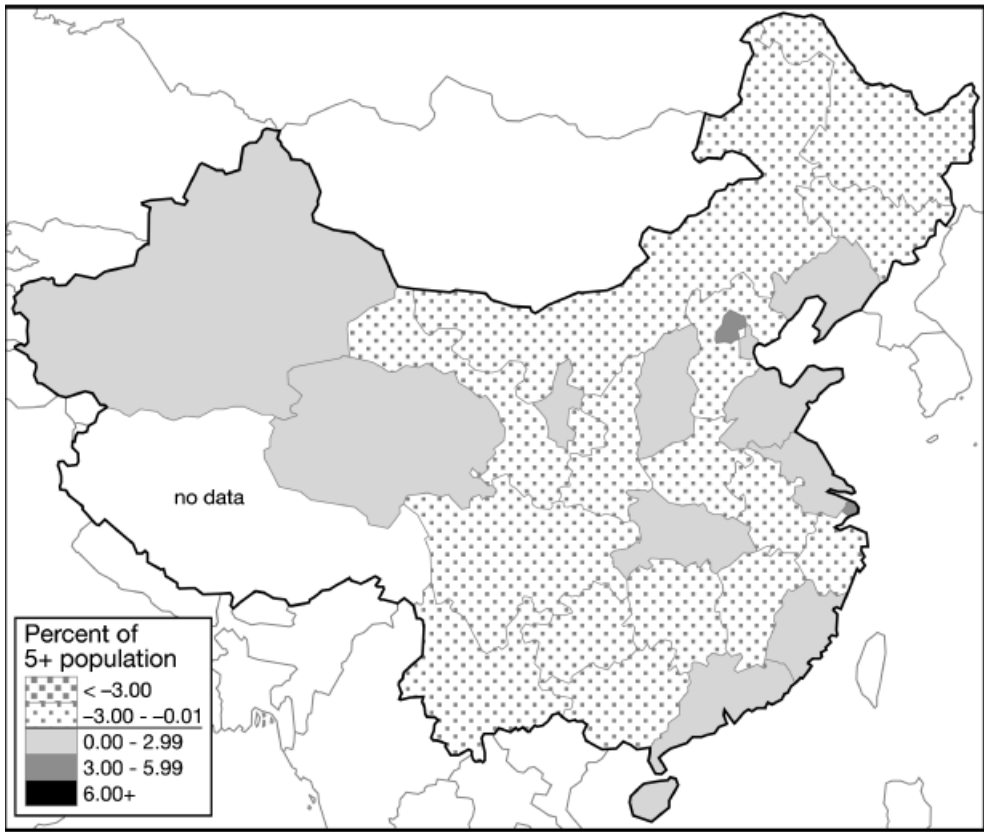 no data
Percent of
5+ population
< –3.00
–3.00 - –0.01
0.00 - 2.99
3.00 - 5.99
6.00+